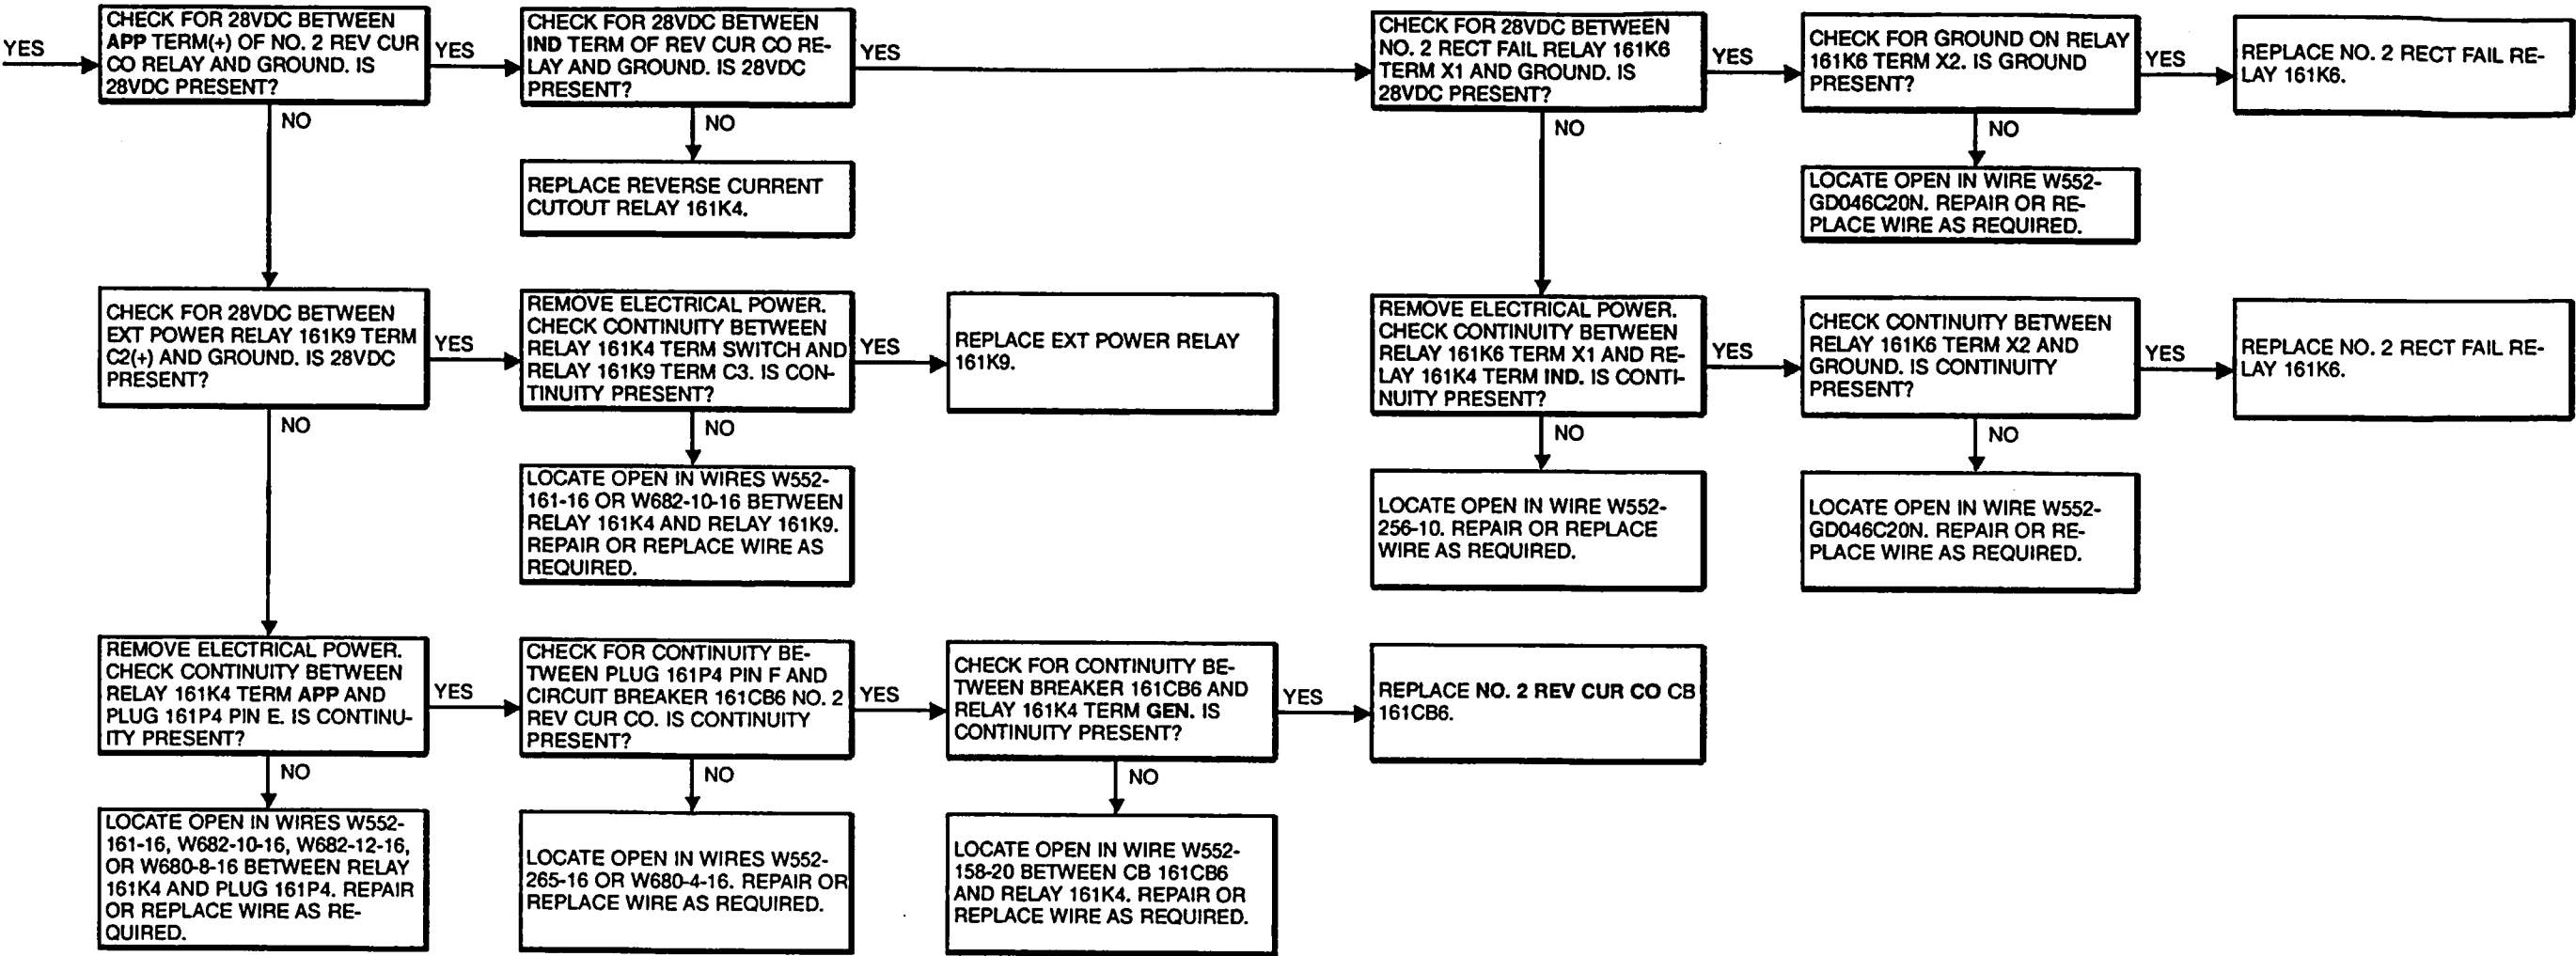 YES
CHECK FOR 28VDC BETWEEN
APP TERM(+) OF NO. 2 REV CUR
CO RELAY AND GROUND. IS
28VDC PRESENT?
YES
NO
CHECK FOR 28VDC BETWEEN
IND TERM OF REV CUR CO RE-
LAY AND GROUND. IS 28VDC
PRESENT?
YES
NO
CHECK FOR 28VDC BETWEEN
NO. 2 RECT FAIL RELAY 161K6
TERM X1 AND GROUND. IS
28VDC PRESENT?
YES
NO
CHECK FOR GROUND ON RELAY
161K6 TERM X2. IS GROUND
PRESENT?
YES
NO
REPLACE NO. 2 RECT FAIL RE-
LAY 161K6.
REPLACE REVERSE CURRENT
CUTOUT RELAY 161K4.
LOCATE OPEN IN WIRE W552-
GD046C20N. REPAIR OR RE-
PLACE WIRE AS REQUIRED.
CHECK FOR 28VDC BETWEEN
EXT POWER RELAY 161K9 TERM
C2(+) AND GROUND. IS 28VDC
PRESENT?
YES
NO
REMOVE ELECTRICAL POWER.
CHECK CONTINUITY BETWEEN
RELAY 161K4 TERM SWITCH AND
RELAY 161K9 TERM C3. IS CON-
TINUITY PRESENT?
YES
NO
REPLACE EXT POWER RELAY
161K9.
REMOVE ELECTRICAL POWER.
CHECK CONTINUITY BETWEEN
RELAY 161K6 TERM X1 AND RE-
LAY 161K4 TERM IND. IS CONTI-
NUITY PRESENT?
YES
NO
CHECK CONTINUITY BETWEEN
RELAY 161K6 TERM X2 AND
GROUND. IS CONTINUITY
PRESENT?
YES
NO
REPLACE NO. 2 RECT FAIL RE-
LAY 161K6.
LOCATE OPEN IN WIRES W552-
161-16 OR W682-10-16 BETWEEN
RELAY 161K4 AND RELAY 161K9.
REPAIR OR REPLACE WIRE AS
REQUIRED.
LOCATE OPEN IN WIRE W552-
256-10. REPAIR OR REPLACE
WIRE AS REQUIRED.
LOCATE OPEN IN WIRE W552-
GD046C20N. REPAIR OR RE-
PLACE WIRE AS REQUIRED.
REMOVE ELECTRICAL POWER.
CHECK CONTINUITY BETWEEN
RELAY 161K4 TERM APP AND
PLUG 161P4 PIN E. IS CONTINU-
ITY PRESENT?
YES
NO
CHECK FOR CONTINUITY BE-
TWEEN PLUG 161P4 PIN F AND
CIRCUIT BREAKER 161CB6 NO. 2
REV CUR CO. IS CONTINUITY
PRESENT?
YES
NO
CHECK FOR CONTINUITY BE-
TWEEN BREAKER 161CB6 AND
RELAY 161K4 TERM GEN. IS
CONTINUITY PRESENT?
YES
NO
REPLACE NO. 2 REV CUR CO CB
161CB6.
LOCATE OPEN IN WIRES W552-
161-16, W682-10-16, W682-12-16,
OR W680-8-16 BETWEEN RELAY
161K4 AND PLUG 161P4. REPAIR
OR REPLACE WIRE AS RE-
QUIRED.
LOCATE OPEN IN WIRES W552-
265-16 OR W680-4-16. REPAIR OR
REPLACE WIRE AS REQUIRED.
LOCATE OPEN IN WIRE W552-
158-20 BETWEEN CB 161CB6
AND RELAY 161K4. REPAIR OR
REPLACE WIRE AS REQUIRED.